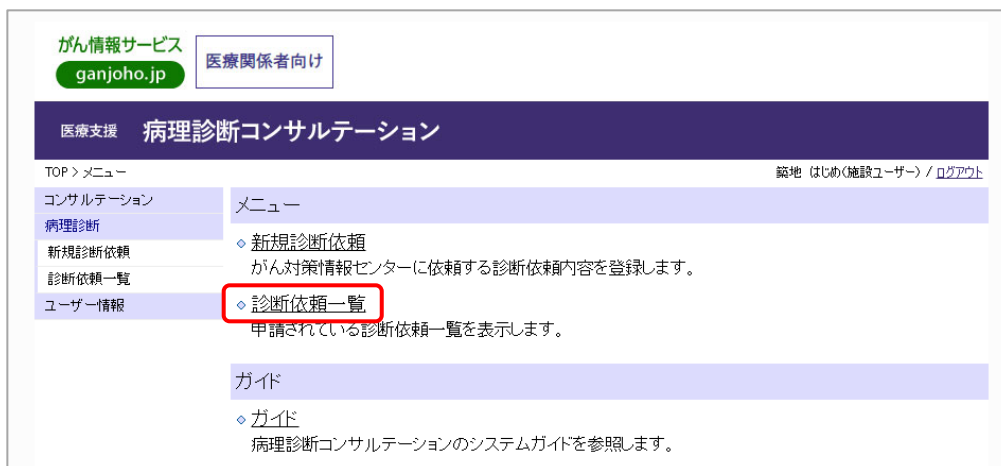 がん情報サービス
ganjoho.jp
医療関係者向け
医療支援 病理診断コンサルテーション
TOP > メニュー
築地 はじめ(施設ユーザー) / ログアウト
コンサルテーション
病理診断
新規診断依頼
診断依頼一覧
ユーザー情報
メニュー
新規診断依頼
がん対策情報センターに依頼する診断依頼内容を登録します。
診断依頼一覧
申請されている診断依頼一覧を表示します。
ガイド
ガイド
病理診断コンサルテーションのシステムガイドを参照します。